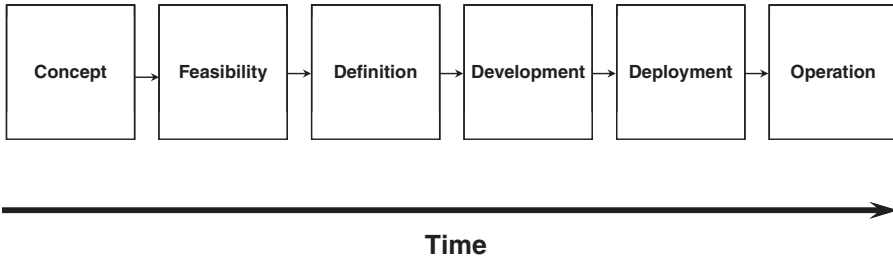 Concept
Feasibility
Definition
Development
Deployment
Operation
Time